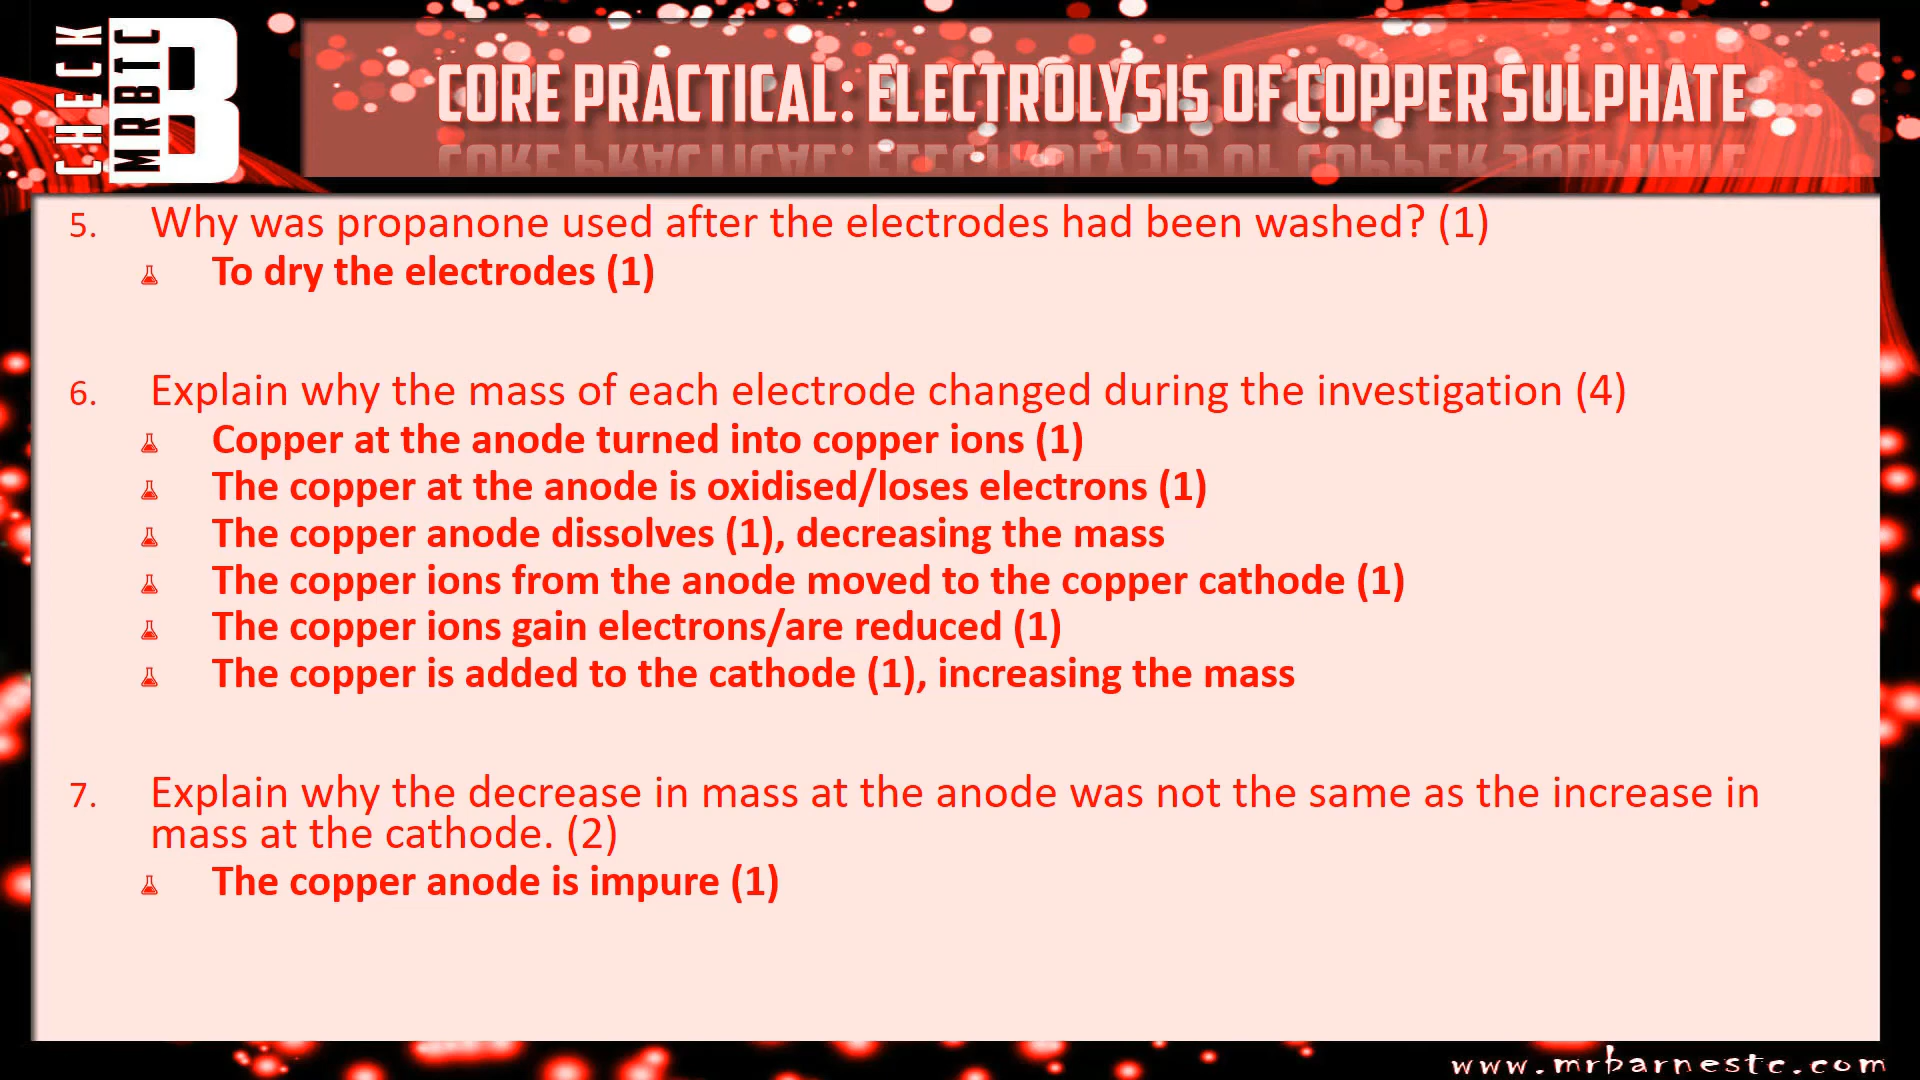 CHECK
MRBTC
B
CORE PRACTICAL: ELECTROLYSIS OF COPPER SULPHATE
5. Why was propanone used after the electrodes had been washed? (1)
To dry the electrodes (1)
6. Explain why the mass of each electrode changed during the investigation (4)
Copper at the anode turned into copper ions (1)
The copper at the anode is oxidised/loses electrons (1)
The copper anode dissolves (1), decreasing the mass
The copper ions from the anode moved to the copper cathode (1)
The copper ions gain electrons/are reduced (1)
The copper is added to the cathode (1), increasing the mass
7. Explain why the decrease in mass at the anode was not the same as the increase in
mass at the cathode. (2)
The copper anode is impure (1)
www.mrbarnestc.com